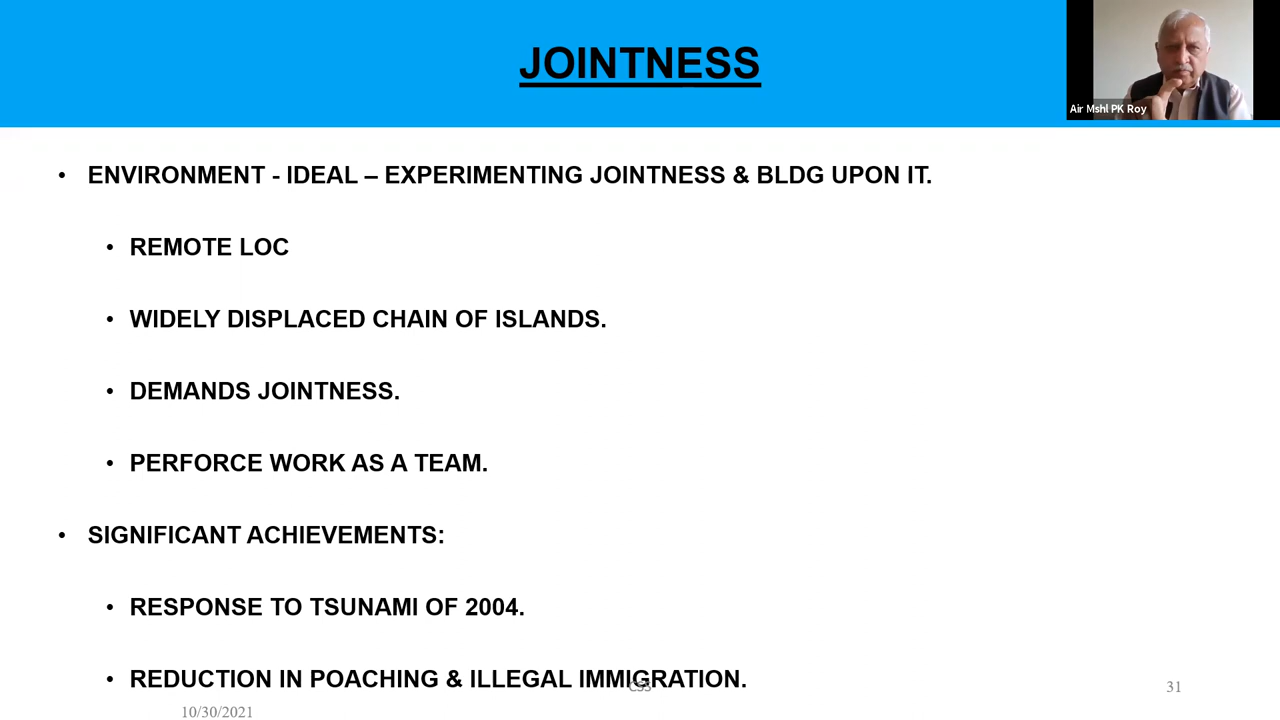 JOINTNESS
Air Mshl PK Roy
• ENVIRONMENT - IDEAL – EXPERIMENTING JOINTNESS & BLDG UPON IT.
• REMOTE LOC
• WIDELY DISPLACED CHAIN OF ISLANDS.
• DEMANDS JOINTNESS.
• PERFORCE WORK AS A TEAM.
• SIGNIFICANT ACHIEVEMENTS:
• RESPONSE TO TSUNAMI OF 2004.
• REDUCTION IN POACHING & ILLEGAL IMMIGRATION.
CSS
31
10/30/2021